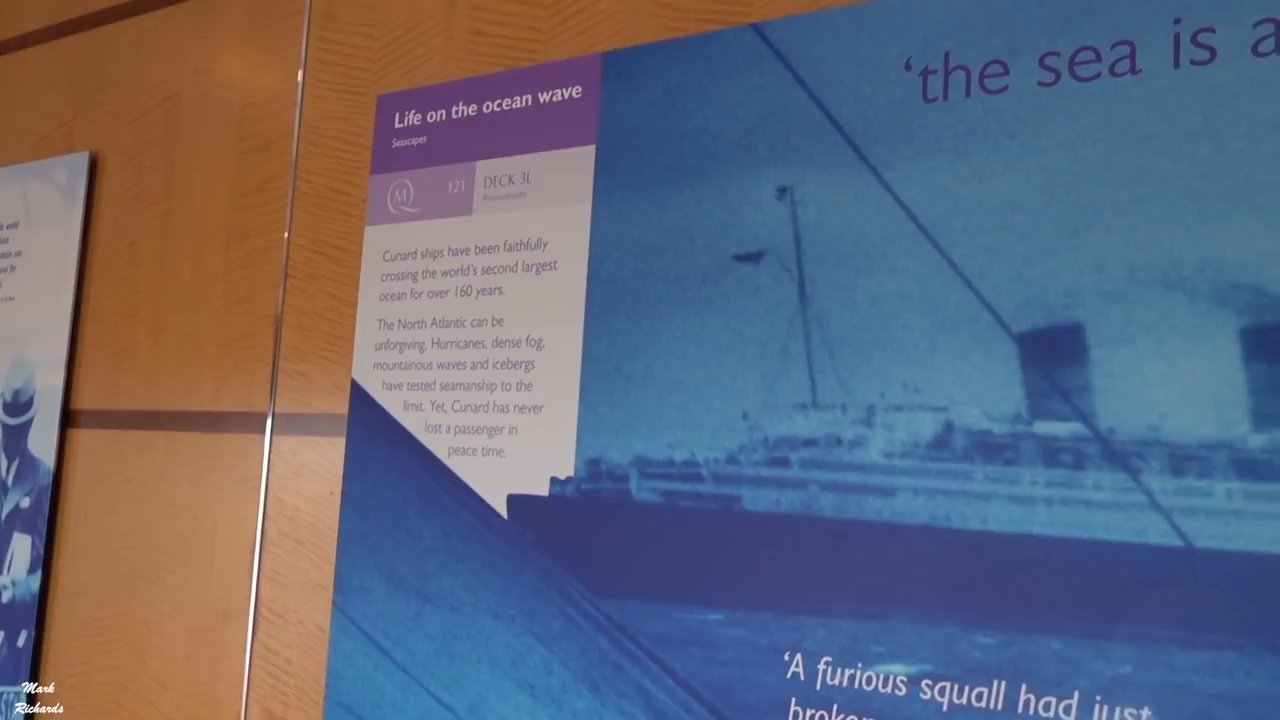 'the sea is a
Life on the ocean wave
Seascapes
QM 121 DECK 3L
Promenade
Cunard ships have been faithfully
crossing the world's second largest
ocean for over 160 years.
The North Atlantic can be
unforgiving. Hurricanes, dense fog,
mountainous waves and icebergs
have tested seamanship to the
limit. Yet, Cunard has never
lost a passenger in
peace time.
'A furious squall had just
broken
Mark
Richards